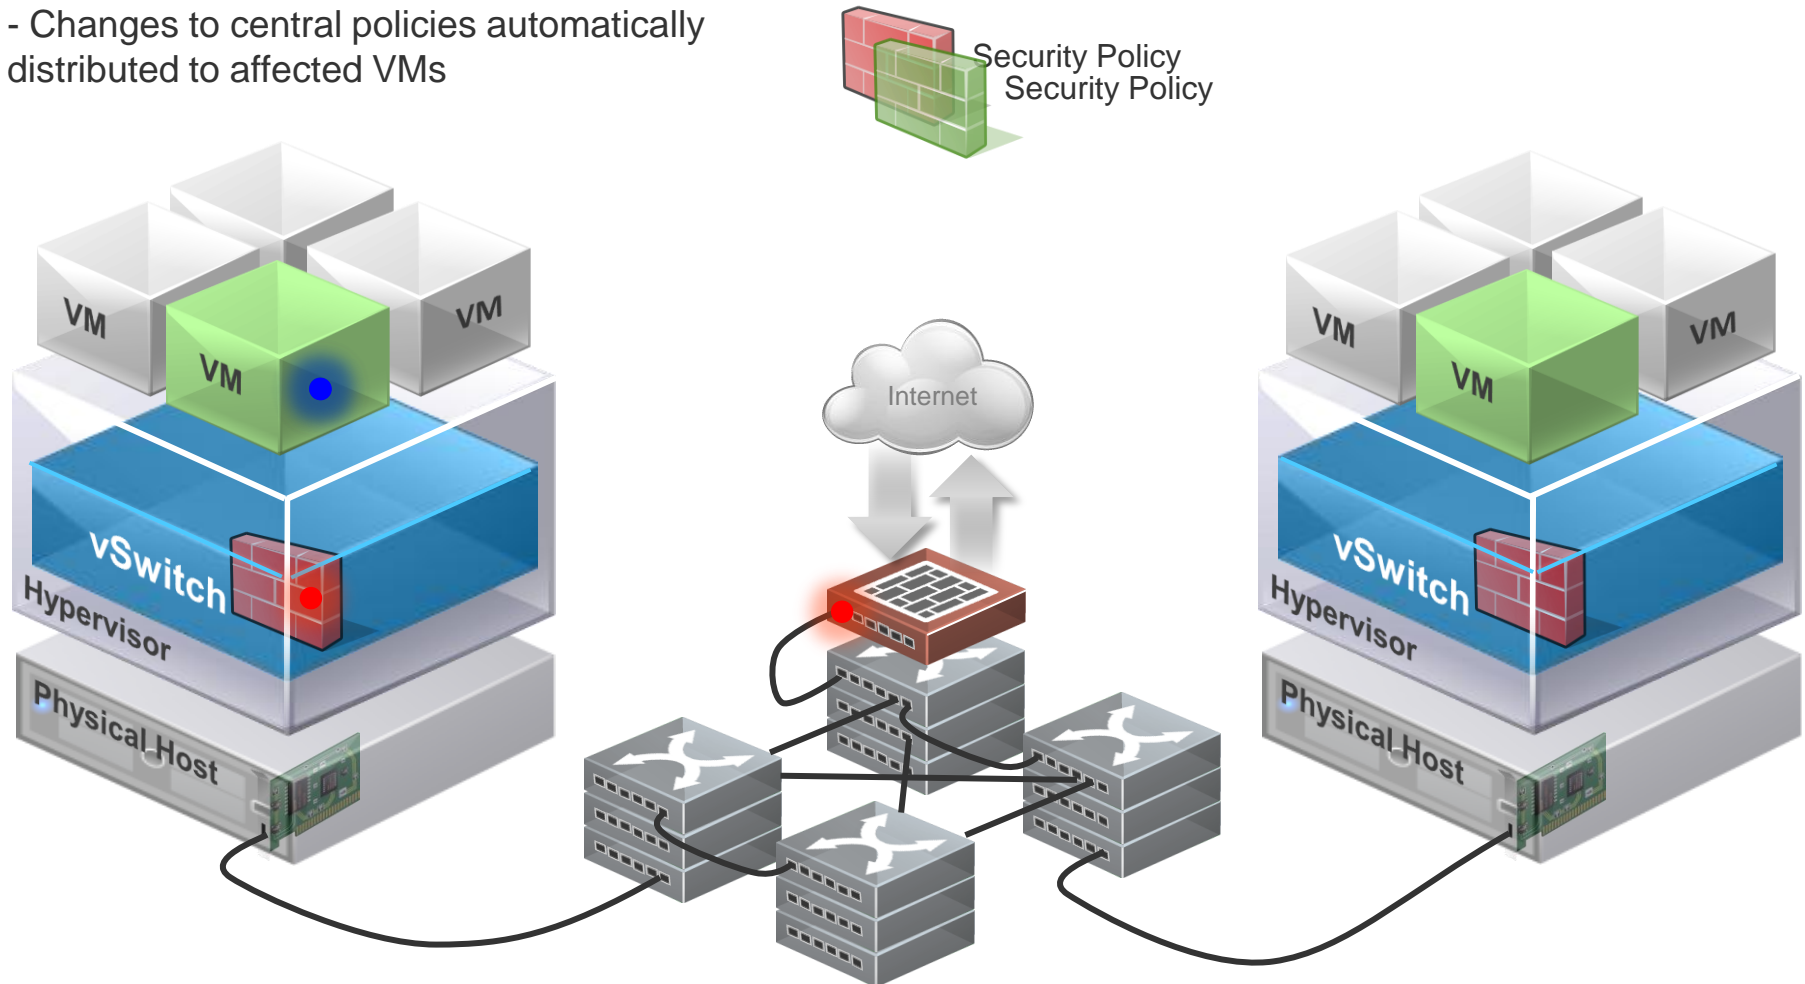 - Changes to central policies automatically
distributed to affected VMs
Security Policy
Security Policy
VM
VM
VM
vSwitch
Hypervisor
Physical Host
Internet
VM
VM
VM
vSwitch
Hypervisor
Physical Host